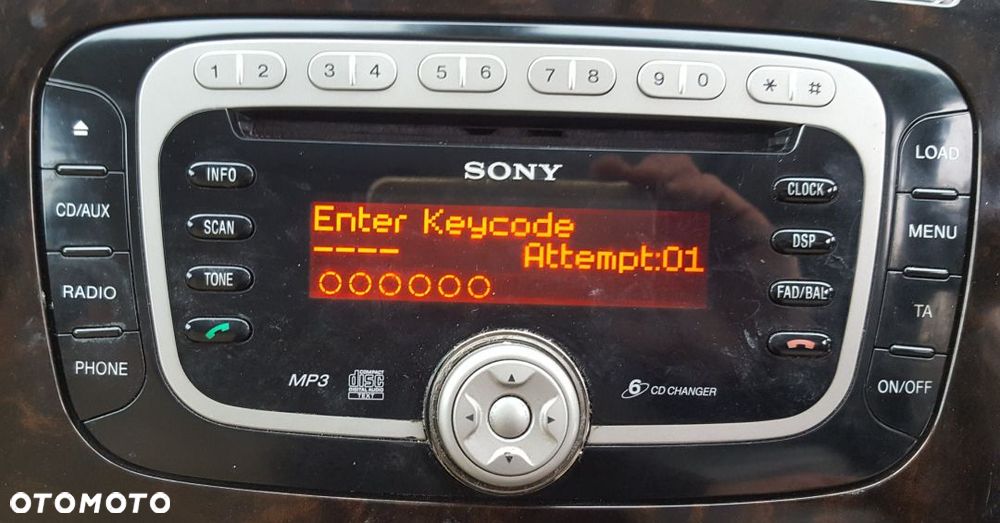 1 2 3 4 5 6 7 8 9 0 * #
LOAD
SONY
INFO
CLOCK
CD/AUX
SCAN
Enter Keycode
MENU
DSP
---- Attempt:01
TONE
RADIO
FAD/BAL
TA
PHONE
MP3
COMPACT
disc
DIGITAL AUDIO
TEXT
6 CD CHANGER
ON/OFF
OTOMOTO